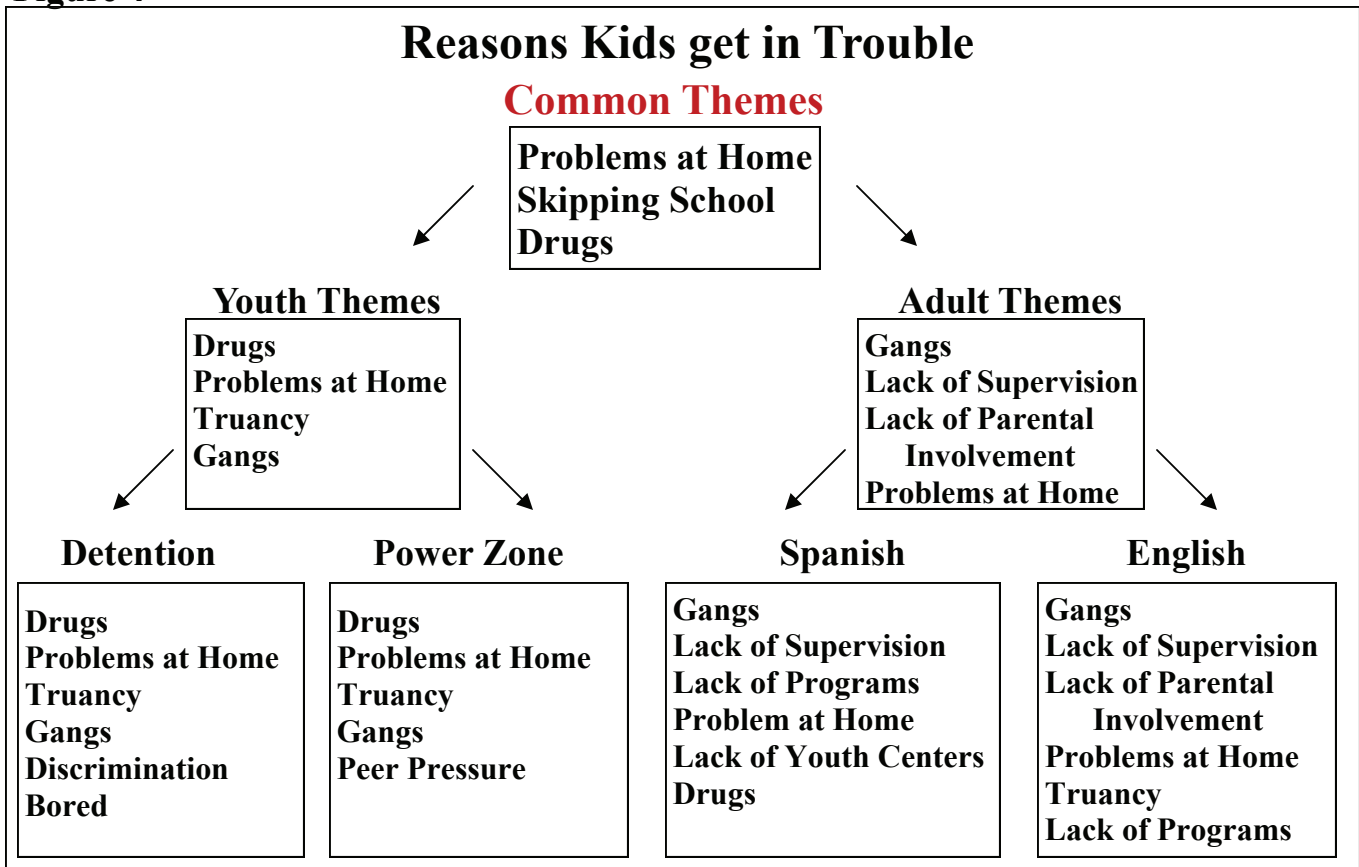 Reasons Kids get in Trouble
Common Themes
Problems at Home
Skipping School
Drugs
Youth Themes
Drugs
Problems at Home
Truancy
Gangs
Adult Themes
Gangs
Lack of Supervision
Lack of Parental
Involvement
Problems at Home
Detention
Drugs
Problems at Home
Truancy
Gangs
Discrimination
Bored
Power Zone
Drugs
Problems at Home
Truancy
Gangs
Peer Pressure
Spanish
Gangs
Lack of Supervision
Lack of Programs
Problem at Home
Lack of Youth Centers
Drugs
English
Gangs
Lack of Supervision
Lack of Parental
Involvement
Problems at Home
Truancy
Lack of Programs